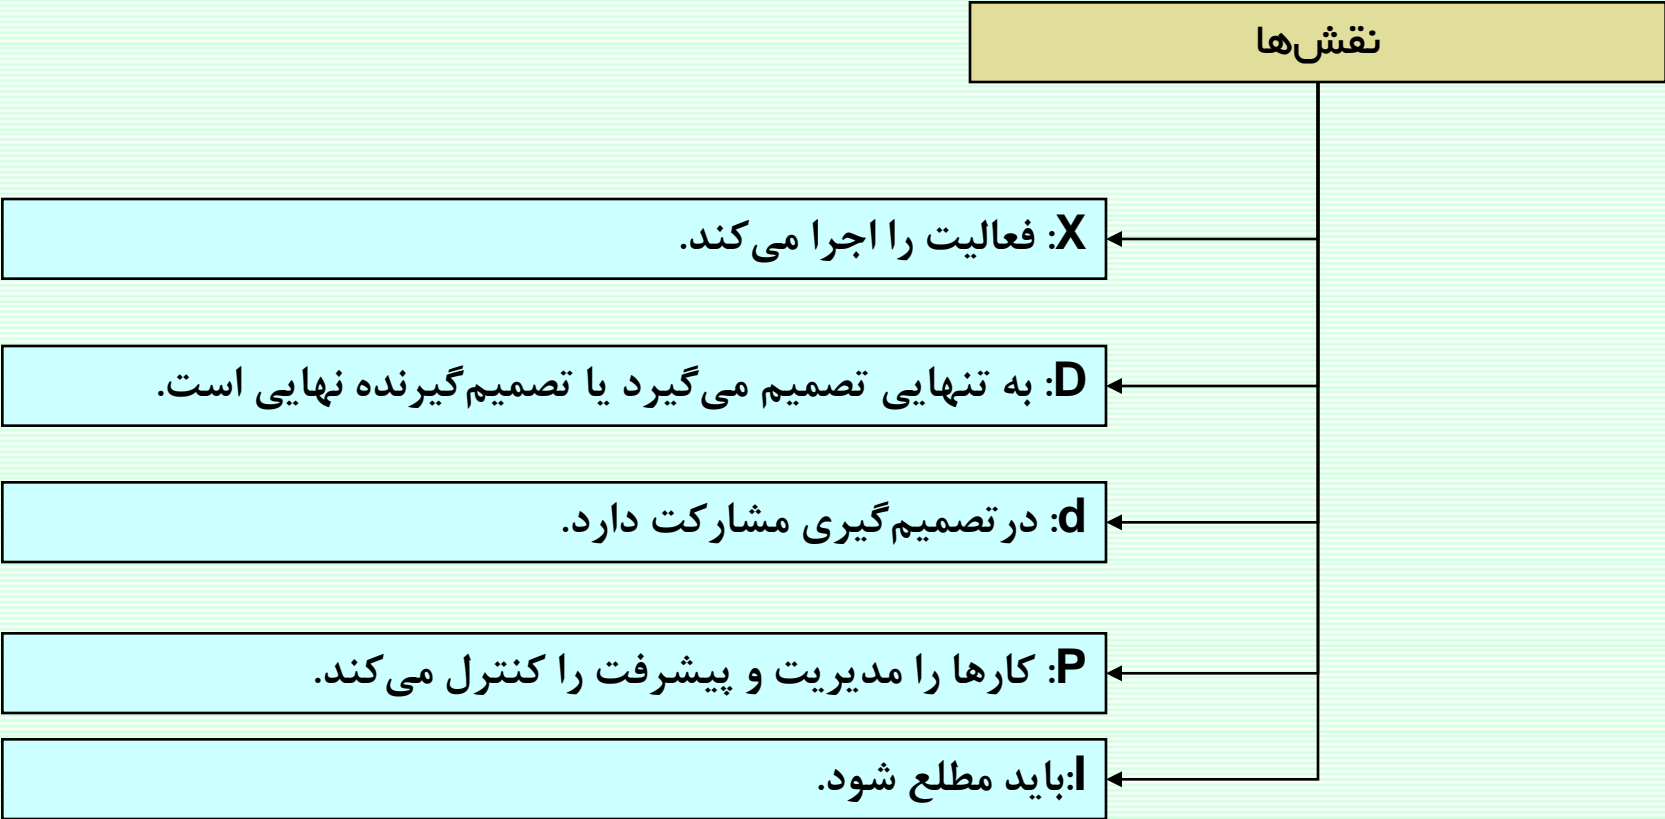 نقش‌ها
X: فعالیت را اجرا می‌کند.
D: به تنهایی تصمیم می‌گیرد یا تصمیم‌گیرنده نهایی است.
d: درتصمیم‌گیری مشارکت دارد.
P: کارها را مدیریت و پیشرفت را کنترل می‌کند.
I:باید مطلع شود.